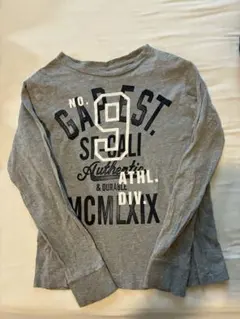 NO. 9
GAP EST.
SF CALI
Authentic
ATHL.
& DURABLE
DIV.
MCMLXIX